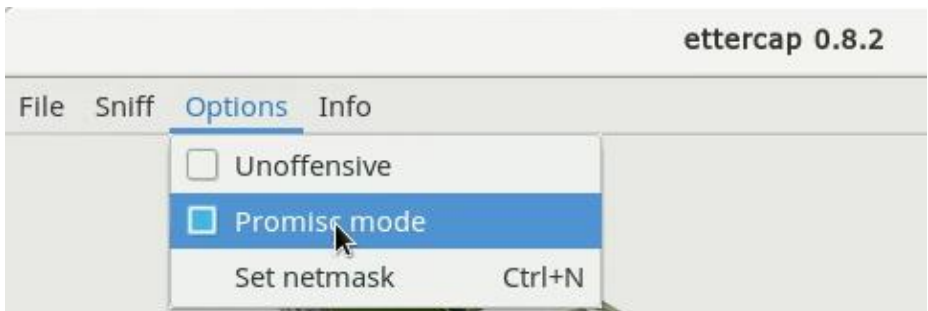 ettercap 0.8.2
File Sniff Options Info
Unoffensive
Promisc mode
Set netmask Ctrl+N